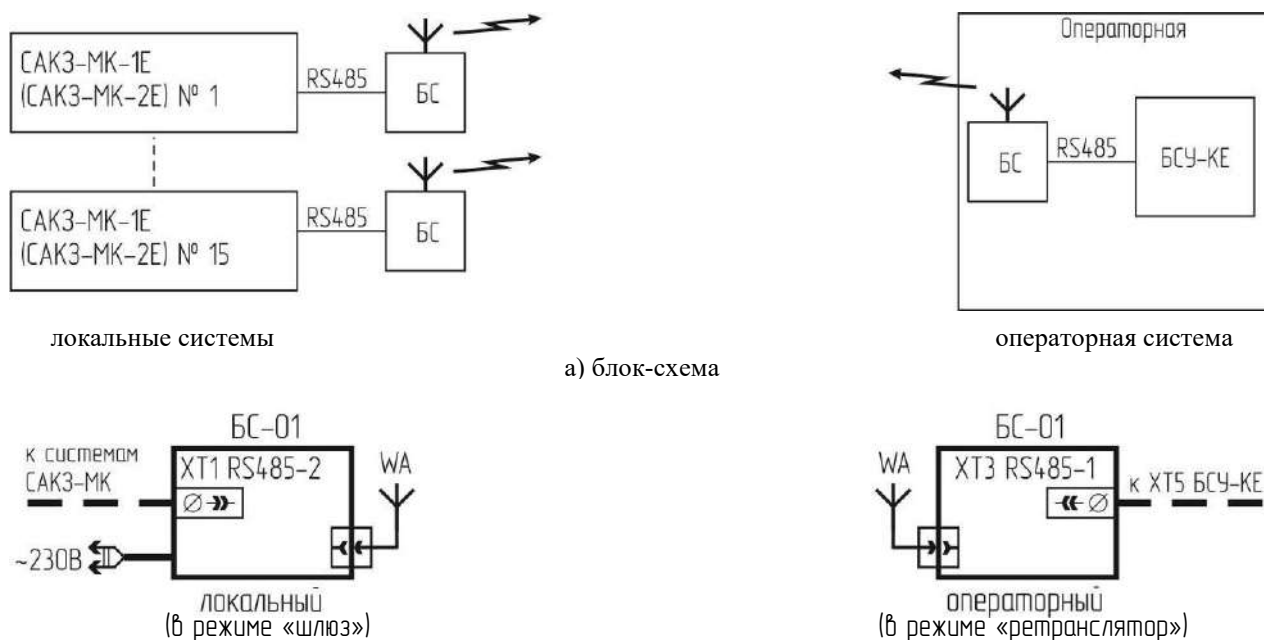 САКЗ-МК-1Е
(САКЗ-МК-2Е) № 1
RS485
БС
САКЗ-МК-1Е
(САКЗ-МК-2Е) № 15
RS485
БС
Операторная
БС
RS485
БСУ-КЕ
локальные системы
операторная система
а) блок-схема
БС-01
к системам
САКЗ-МК
XT1 RS485-2
WA
~230В
локальный
(в режиме «шлюз»)
БС-01
WA
XT3 RS485-1
к XT5 БСУ-КЕ
операторный
(в режиме «ретранслятор»)